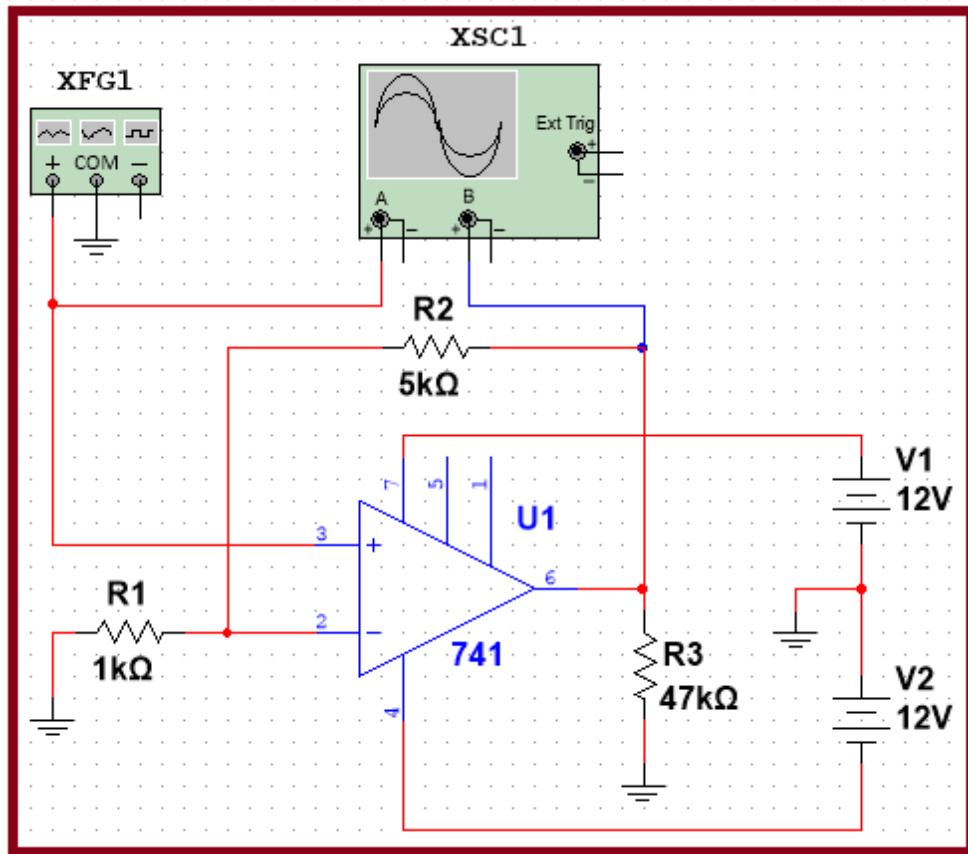 XSC1
XFG1
Ext Trig
+
−
+ COM −
A
B
+ −
+ −
R2
5kΩ
V1
12V
7
5
1
U1
3
+
6
R1
2
−
1kΩ
741
R3
47kΩ
V2
12V
4